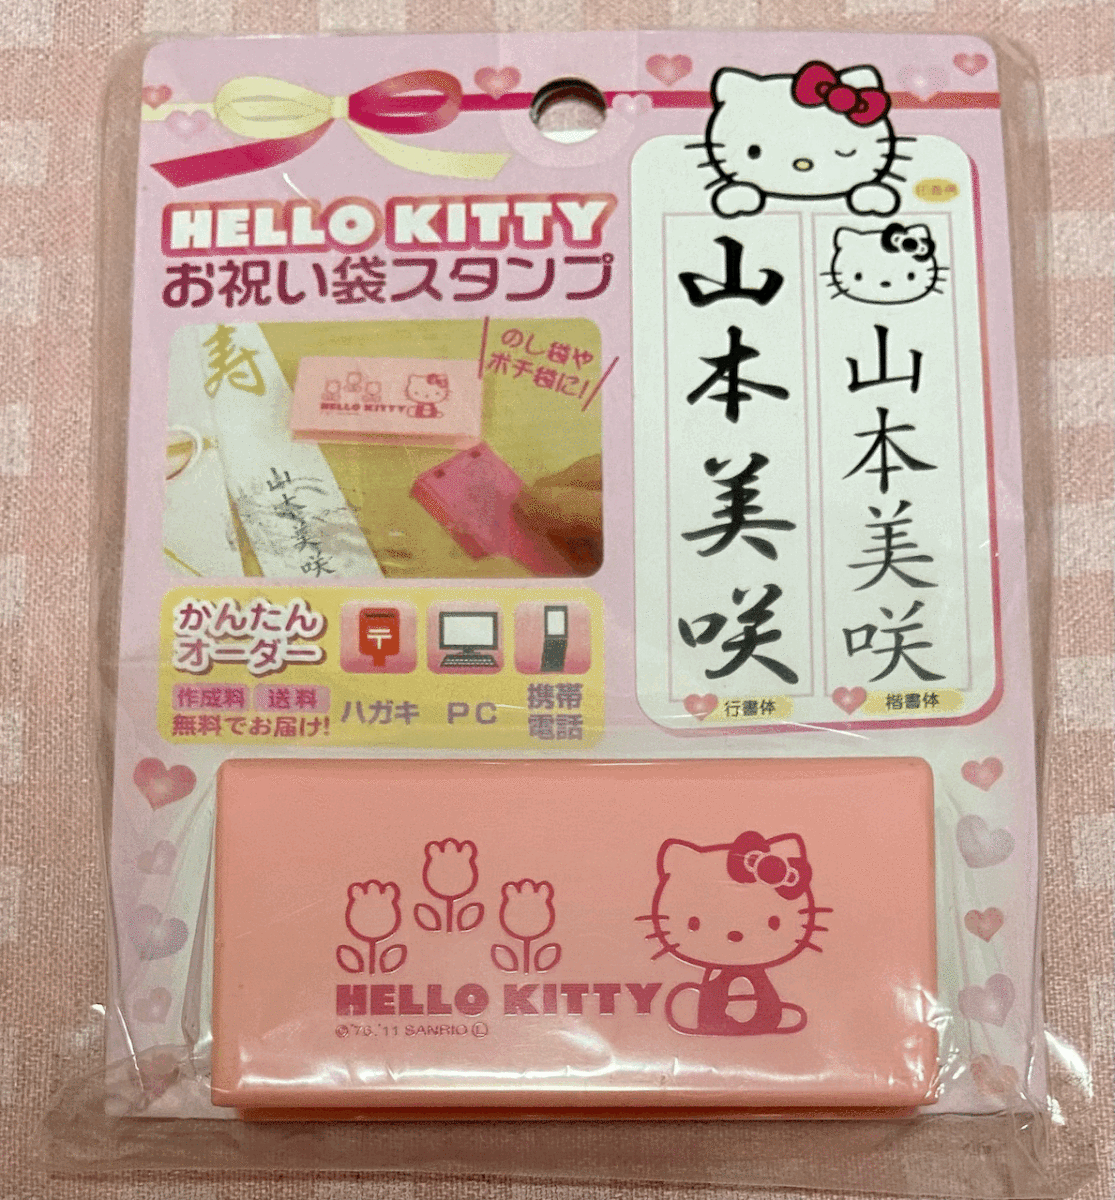 HELLO KITTY
お祝い袋スタンプ
のし袋や
ポチ袋に!
寿
HELLO KITTY
山本美咲
かんたん
オーダー
作成料 送料
無料でお届け!
ハガキ
PC
携帯
電話
山本美咲
行書体
山本美咲
楷書体
HELLO KITTY
©'76,'11 SANRIO Ⓛ